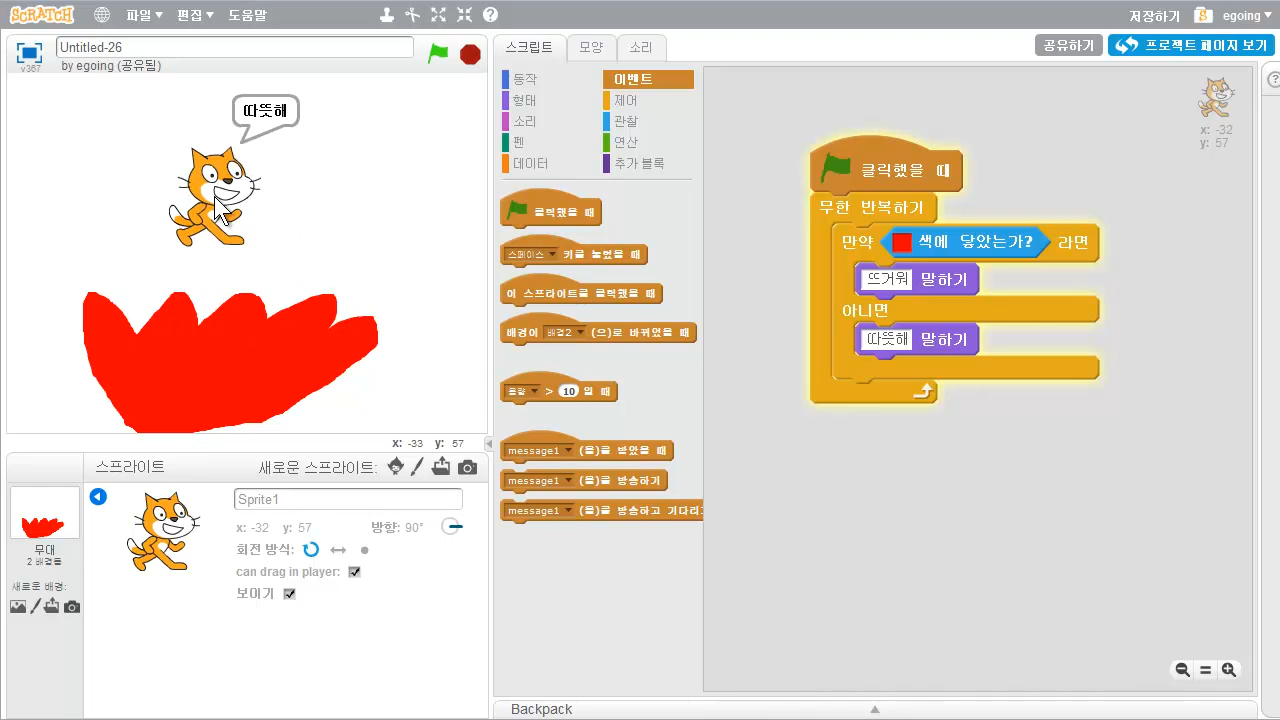 SCRATCH 파일 편집 도움말 저장하기 egoing
v367
Untitled-26
by egoing (공유됨)
스크립트 모양 소리
공유하기 프로젝트 페이지 보기
따뜻해
동작 이벤트
형태 제어
소리 관찰
펜 연산
데이터 추가 블록
클릭했을 때
스페이스 키를 눌렀을 때
이 스프라이트를 클릭했을 때
배경이 배경2 (으)로 바뀌었을 때
음량 > 10 일 때
message1 (을)를 받았을 때
message1 (을)를 방송하기
message1 (을)를 방송하고 기다리기
x: -32
y: 57
클릭했을 때
무한 반복하기
만약 색에 닿았는가? 라면
뜨거워 말하기
아니면
따뜻해 말하기
x: -33 y: 57
스프라이트 새로운 스프라이트:
무대
2 배경들
새로운 배경:
Sprite1
x: -32 y: 57 방향: 90°
회전 방식:
can drag in player:
보이기
Backpack